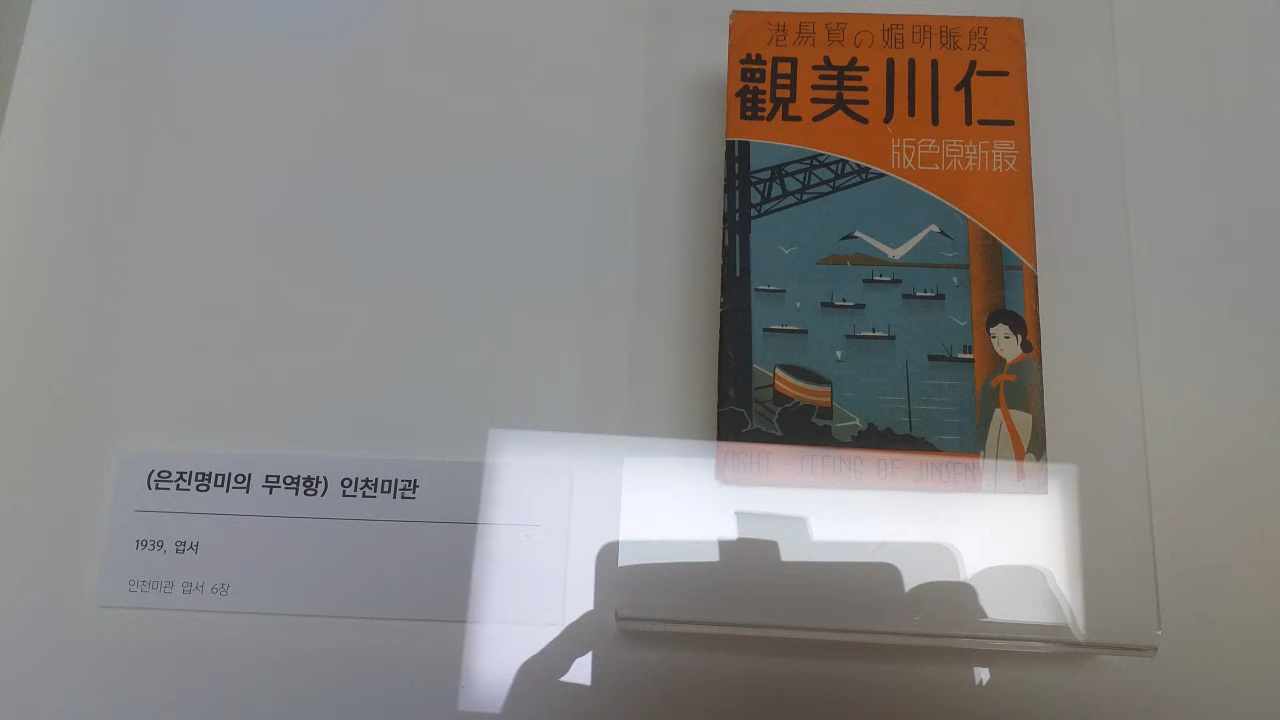 殷賑明媚の貿易港
仁川美觀
最新原色版
SIGHT-SEEING OF JINSEN
(은진명미의 무역항) 인천미관
1939, 엽서
인천미관 엽서 6장